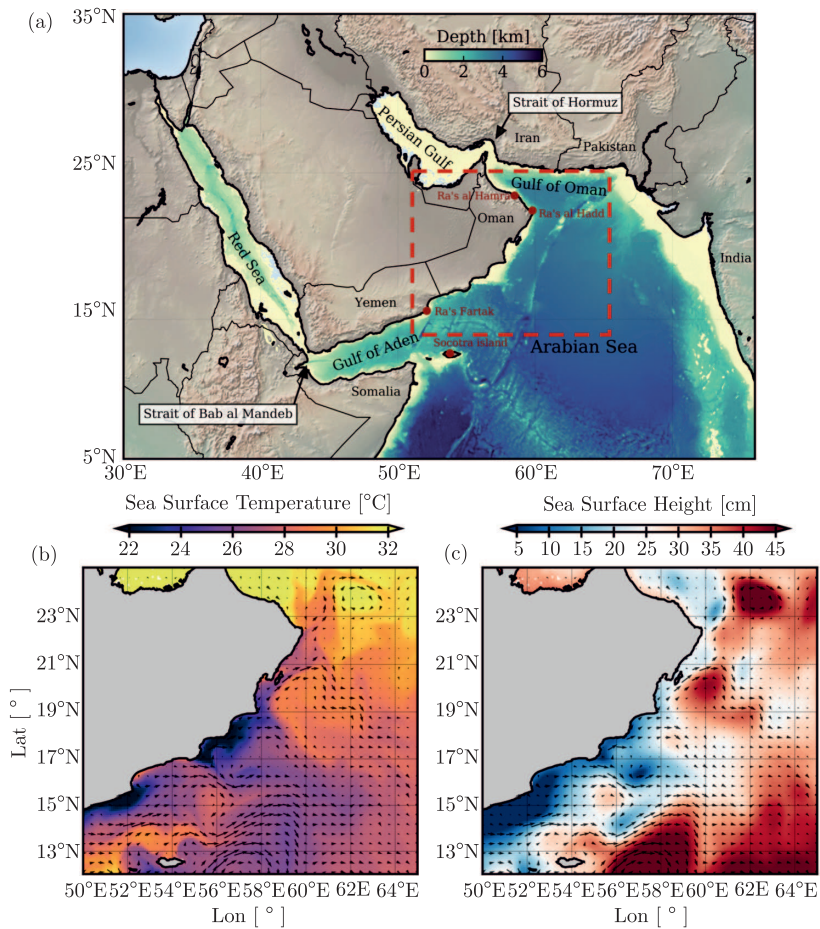 (a)
35°N
25°N
15°N
5°N
30°E 40°E 50°E 60°E 70°E
Depth [km]
0 2 4 6
Strait of Hormuz
Iran
Pakistan
Persian Gulf
Gulf of Oman
Ra's al Hamra
Oman
Ra's al Hadd
Red Sea
India
Yemen
Ra's Fartak
Gulf of Aden
Socotra island
Arabian Sea
Somalia
Strait of Bab al Mandeb
Sea Surface Temperature [°C]
22 24 26 28 30 32
(b)
23°N
21°N
19°N
17°N
15°N
13°N
Lat [ ° ]
50°E 52°E 54°E 56°E 58°E 60°E 62E 64°E
Lon [ ° ]
Sea Surface Height [cm]
5 10 15 20 25 30 35 40 45
(c)
23°N
21°N
19°N
17°N
15°N
13°N
50°E 52°E 54°E 56°E 58°E 60°E 62E 64°E
Lon [ ° ]